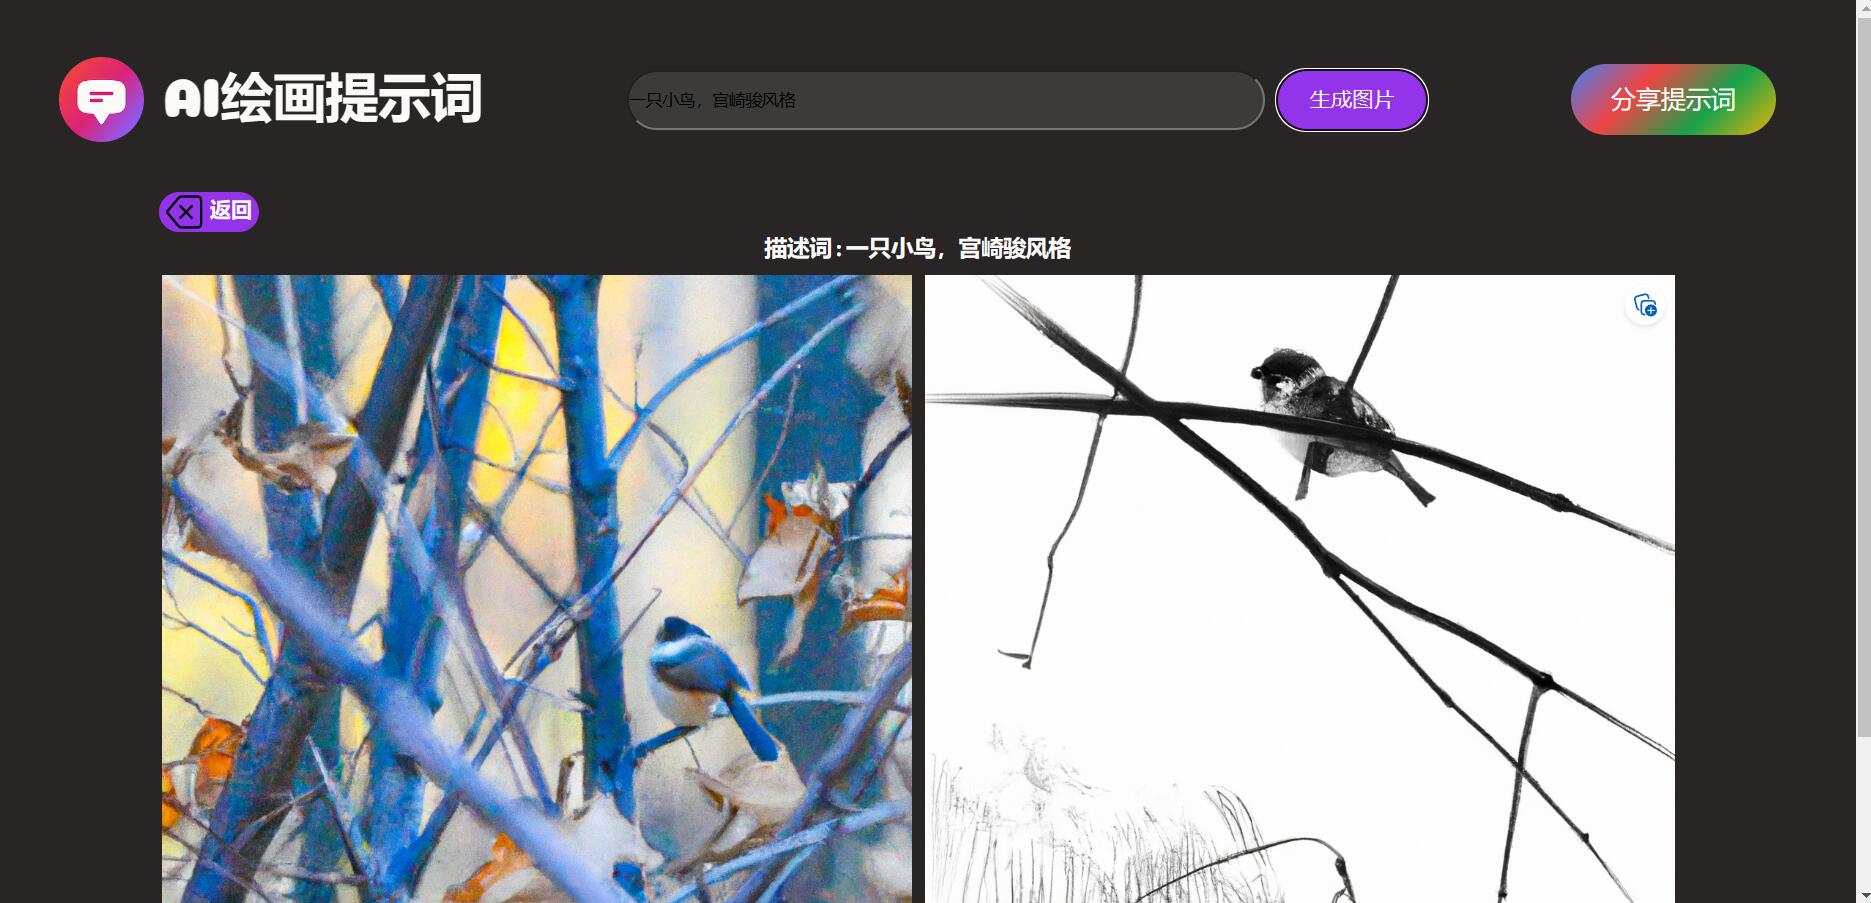 AI绘画提示词
一只小鸟，宫崎骏风格
生成图片
分享提示词
返回
描述词:一只小鸟，宫崎骏风格